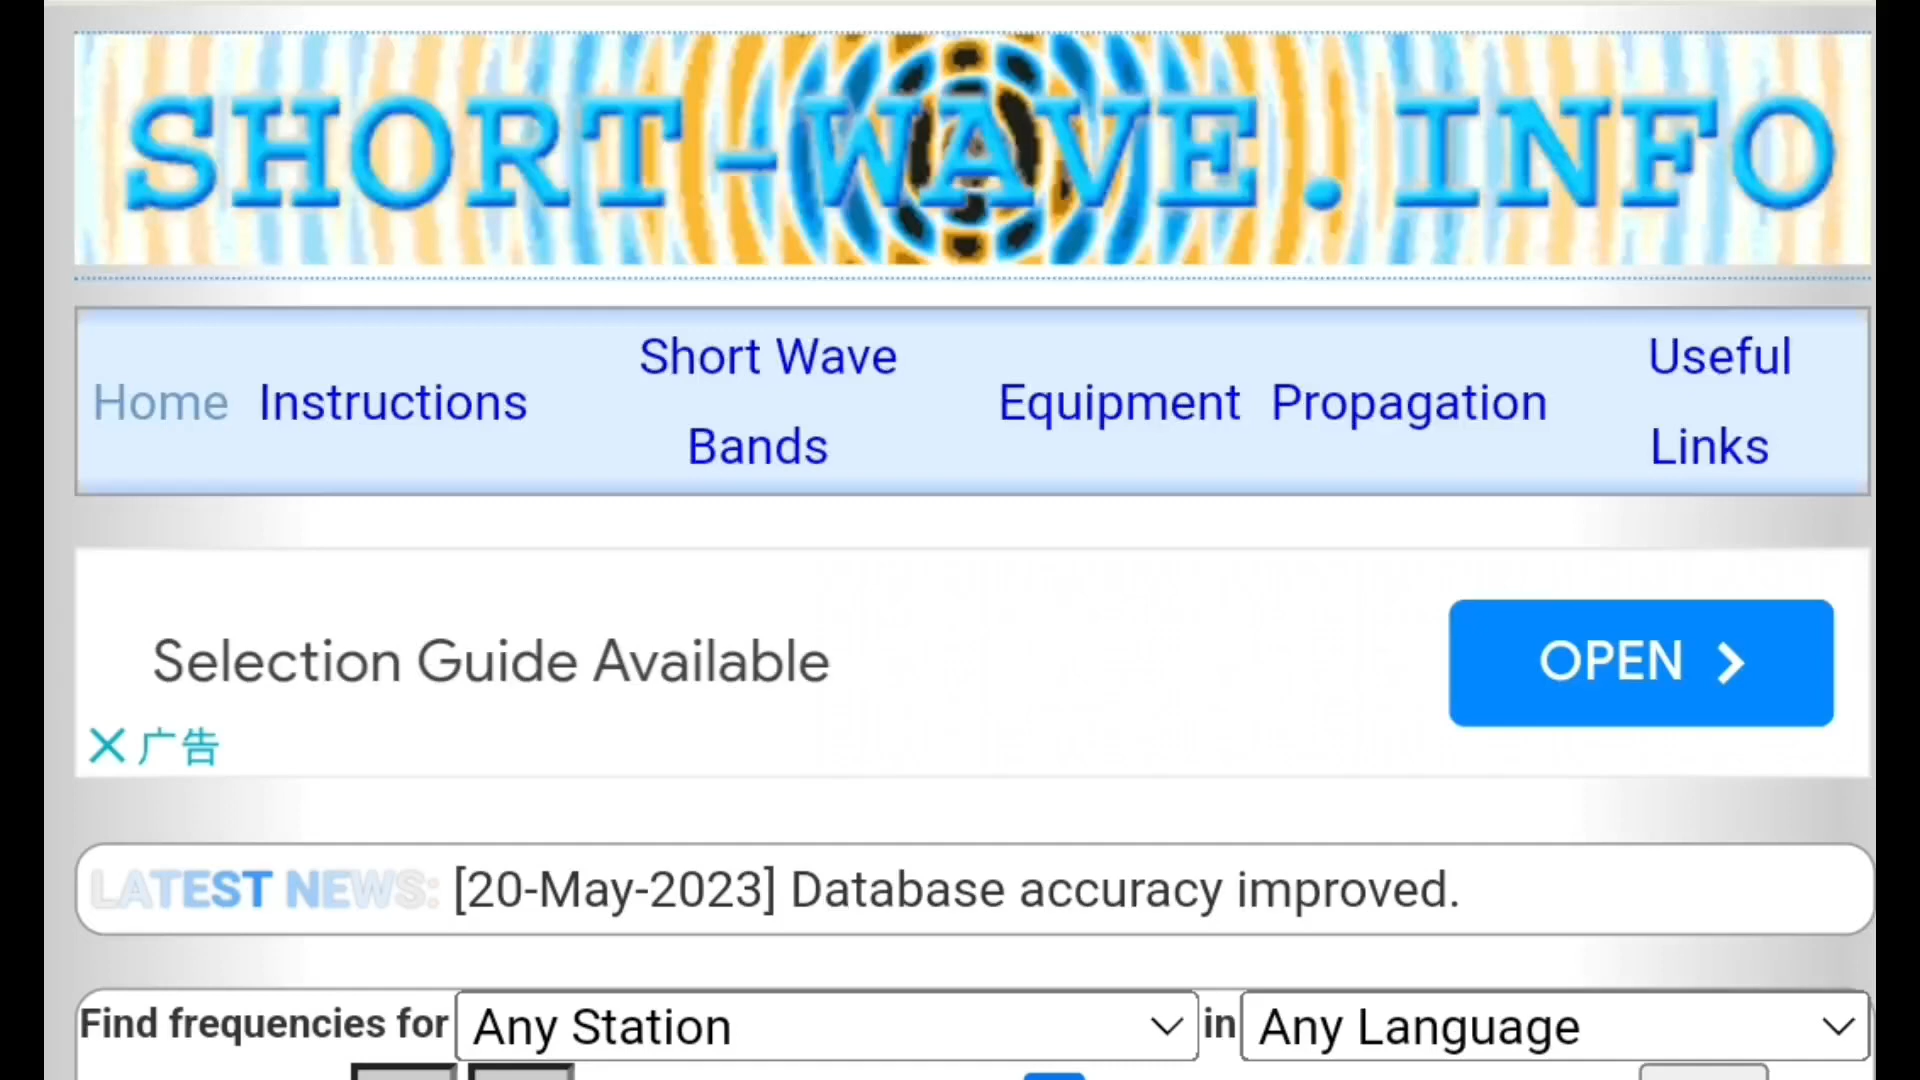 SHORT-WAVE.INFO
Home Instructions Short Wave Bands Equipment Propagation Useful Links
Selection Guide Available
OPEN
广告
LATEST NEWS: [20-May-2023] Database accuracy improved.
Find frequencies for Any Station in Any Language